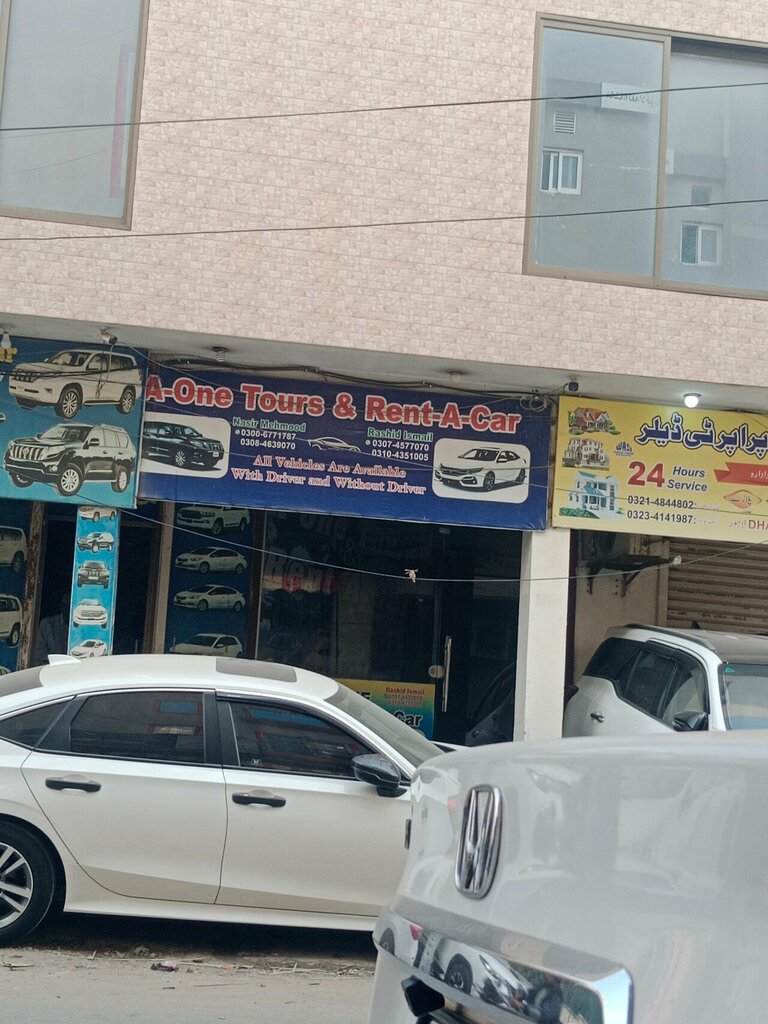 A-One Tours & Rent-A-Car
Nasir Mehmood
0300-6771787
0308-4639070
Rashid Ismail
0307-4577070
0310-4351005
All Vehicles Are Available
With Driver and Without Driver
پراپرٹی ڈیلر
24 Hours
Service
0321-4844802
0323-4141987
لاہور DHA
Rashid Ismail
Car